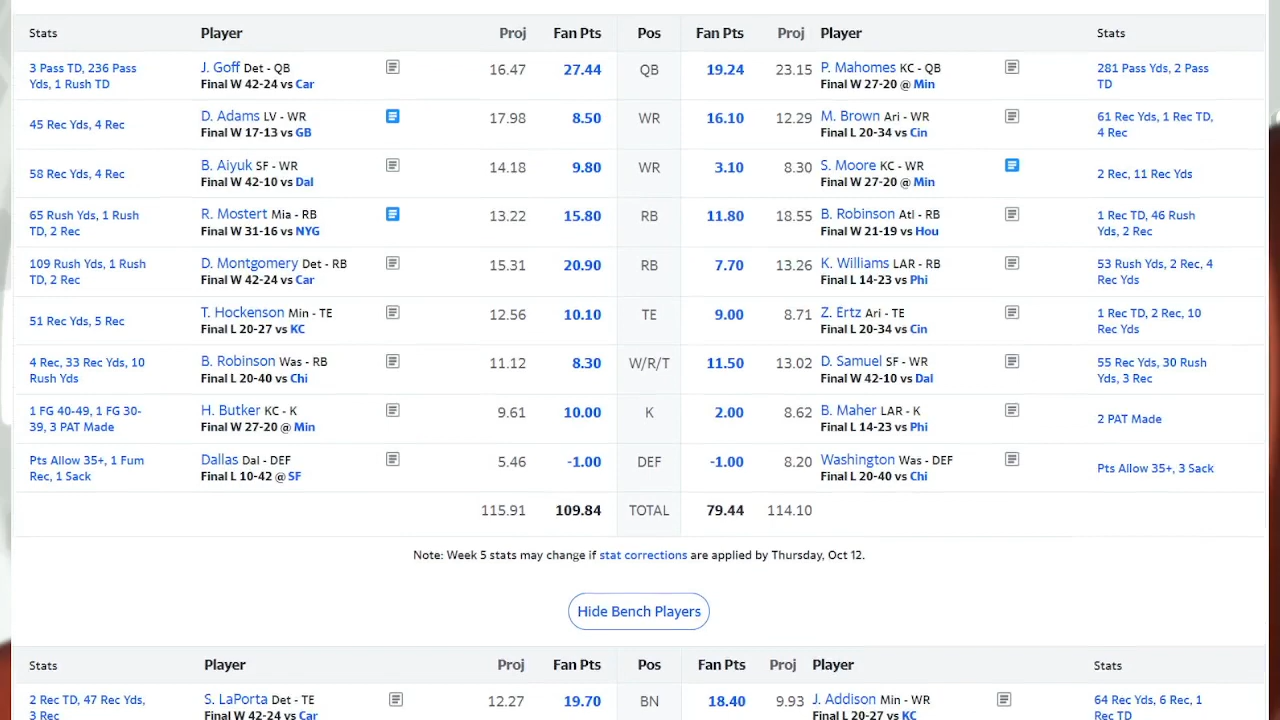 Stats Player Proj Fan Pts Pos Fan Pts Proj Player Stats
3 Pass TD, 236 Pass J. Goff Det - QB 16.47 27.44 QB 19.24 23.15 P. Mahomes KC - QB 281 Pass Yds, 2 Pass
Yds, 1 Rush TD Final W 42-24 vs Car Final W 27-20 @ Min TD
45 Rec Yds, 4 Rec D. Adams LV - WR 17.98 8.50 WR 16.10 12.29 M. Brown Ari - WR 61 Rec Yds, 1 Rec TD,
Final W 17-13 vs GB Final L 20-34 vs Cin 4 Rec
58 Rec Yds, 4 Rec B. Aiyuk SF - WR 14.18 9.80 WR 3.10 8.30 S. Moore KC - WR 2 Rec, 11 Rec Yds
Final W 42-10 vs Dal Final W 27-20 @ Min
65 Rush Yds, 1 Rush R. Mostert Mia - RB 13.22 15.80 RB 11.80 18.55 B. Robinson Atl - RB 1 Rec TD, 46 Rush
TD, 2 Rec Final W 31-16 vs NYG Final W 21-19 vs Hou Yds, 2 Rec
109 Rush Yds, 1 Rush D. Montgomery Det - RB 15.31 20.90 RB 7.70 13.26 K. Williams LAR - RB 53 Rush Yds, 2 Rec, 4
TD, 2 Rec Final W 42-24 vs Car Final L 14-23 vs Phi Rec Yds
51 Rec Yds, 5 Rec T. Hockenson Min - TE 12.56 10.10 TE 9.00 8.71 Z. Ertz Ari - TE 1 Rec TD, 2 Rec, 10
Final L 20-27 vs KC Final L 20-34 vs Cin Rec Yds
4 Rec, 33 Rec Yds, 10 B. Robinson Was - RB 11.12 8.30 W/R/T 11.50 13.02 D. Samuel SF - WR 55 Rec Yds, 30 Rush
Rush Yds Final L 20-40 vs Chi Final W 42-10 vs Dal Yds, 3 Rec
1 FG 40-49, 1 FG 30- H. Butker KC - K 9.61 10.00 K 2.00 8.62 B. Maher LAR - K 2 PAT Made
39, 3 PAT Made Final W 27-20 @ Min Final L 14-23 vs Phi
Pts Allow 35+, 1 Fum Dallas Dal - DEF 5.46 -1.00 DEF -1.00 8.20 Washington Was - DEF Pts Allow 35+, 3 Sack
Rec, 1 Sack Final L 10-42 @ SF Final L 20-40 vs Chi
115.91 109.84 TOTAL 79.44 114.10
Note: Week 5 stats may change if stat corrections are applied by Thursday, Oct 12.
Hide Bench Players
Stats Player Proj Fan Pts Pos Fan Pts Proj Player Stats
2 Rec TD, 47 Rec Yds, S. LaPorta Det - TE 12.27 19.70 BN 18.40 9.93 J. Addison Min - WR 64 Rec Yds, 6 Rec, 1
3 Rec Final W 42-24 vs Car Final L 20-27 vs KC Rec TD